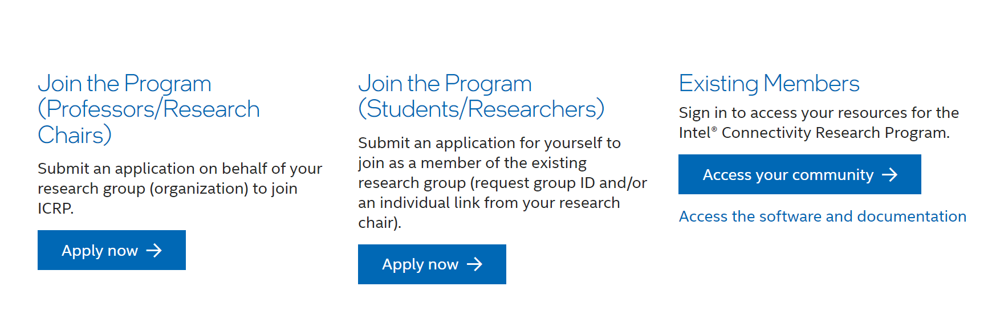 Join the Program
(Professors/Research
Chairs)
Submit an application on behalf of your
research group (organization) to join
ICRP.
Apply now →
Join the Program
(Students/Researchers)
Submit an application for yourself to
join as a member of the existing
research group (request group ID and/or
an individual link from your research
chair).
Apply now →
Existing Members
Sign in to access your resources for the
Intel® Connectivity Research Program.
Access your community →
Access the software and documentation